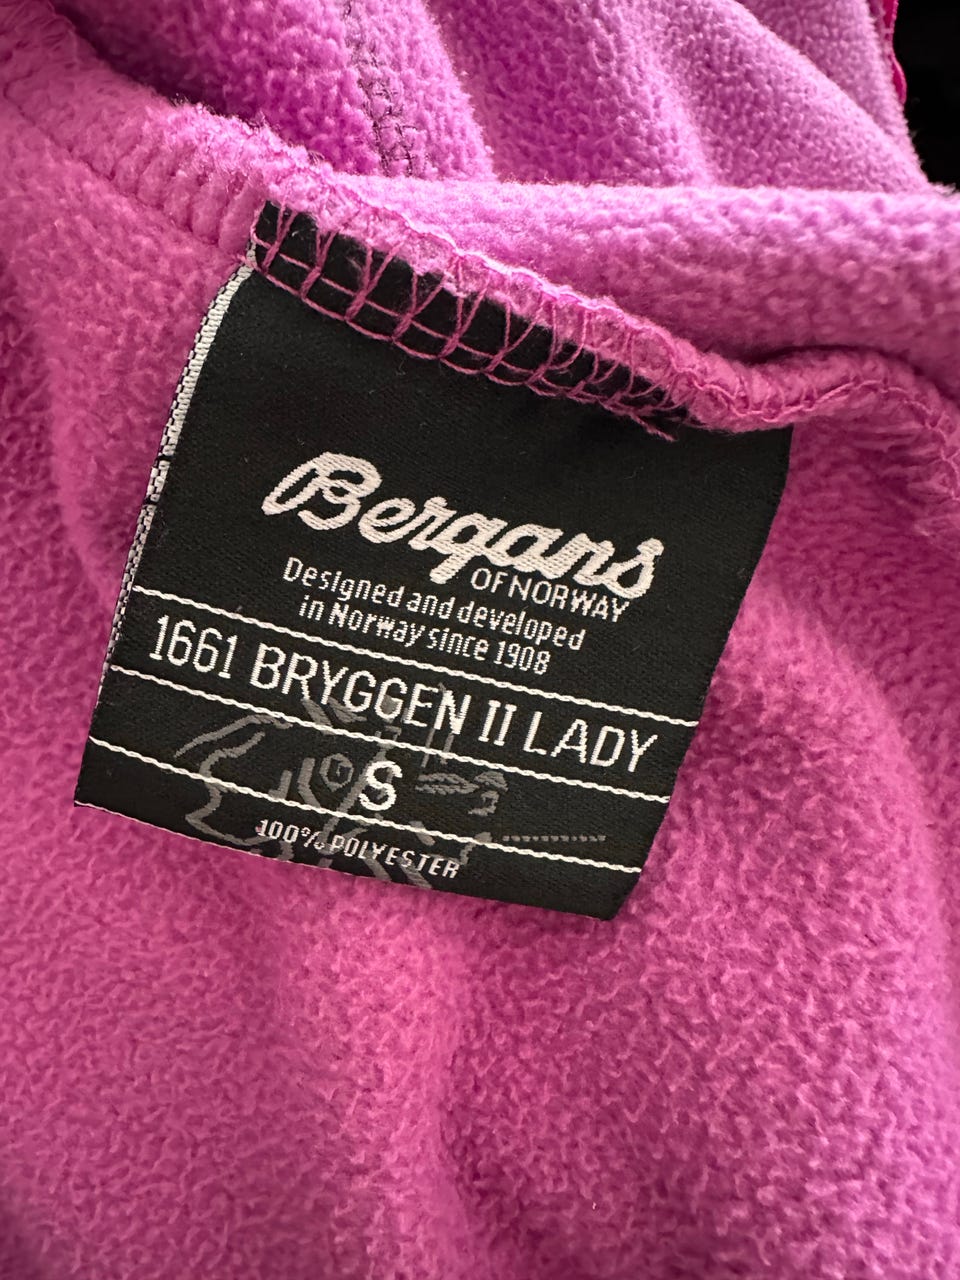 Bergans
OF NORWAY
Designed and developed
in Norway since 1908
1661 BRYGGEN II LADY
S
100% POLYESTER